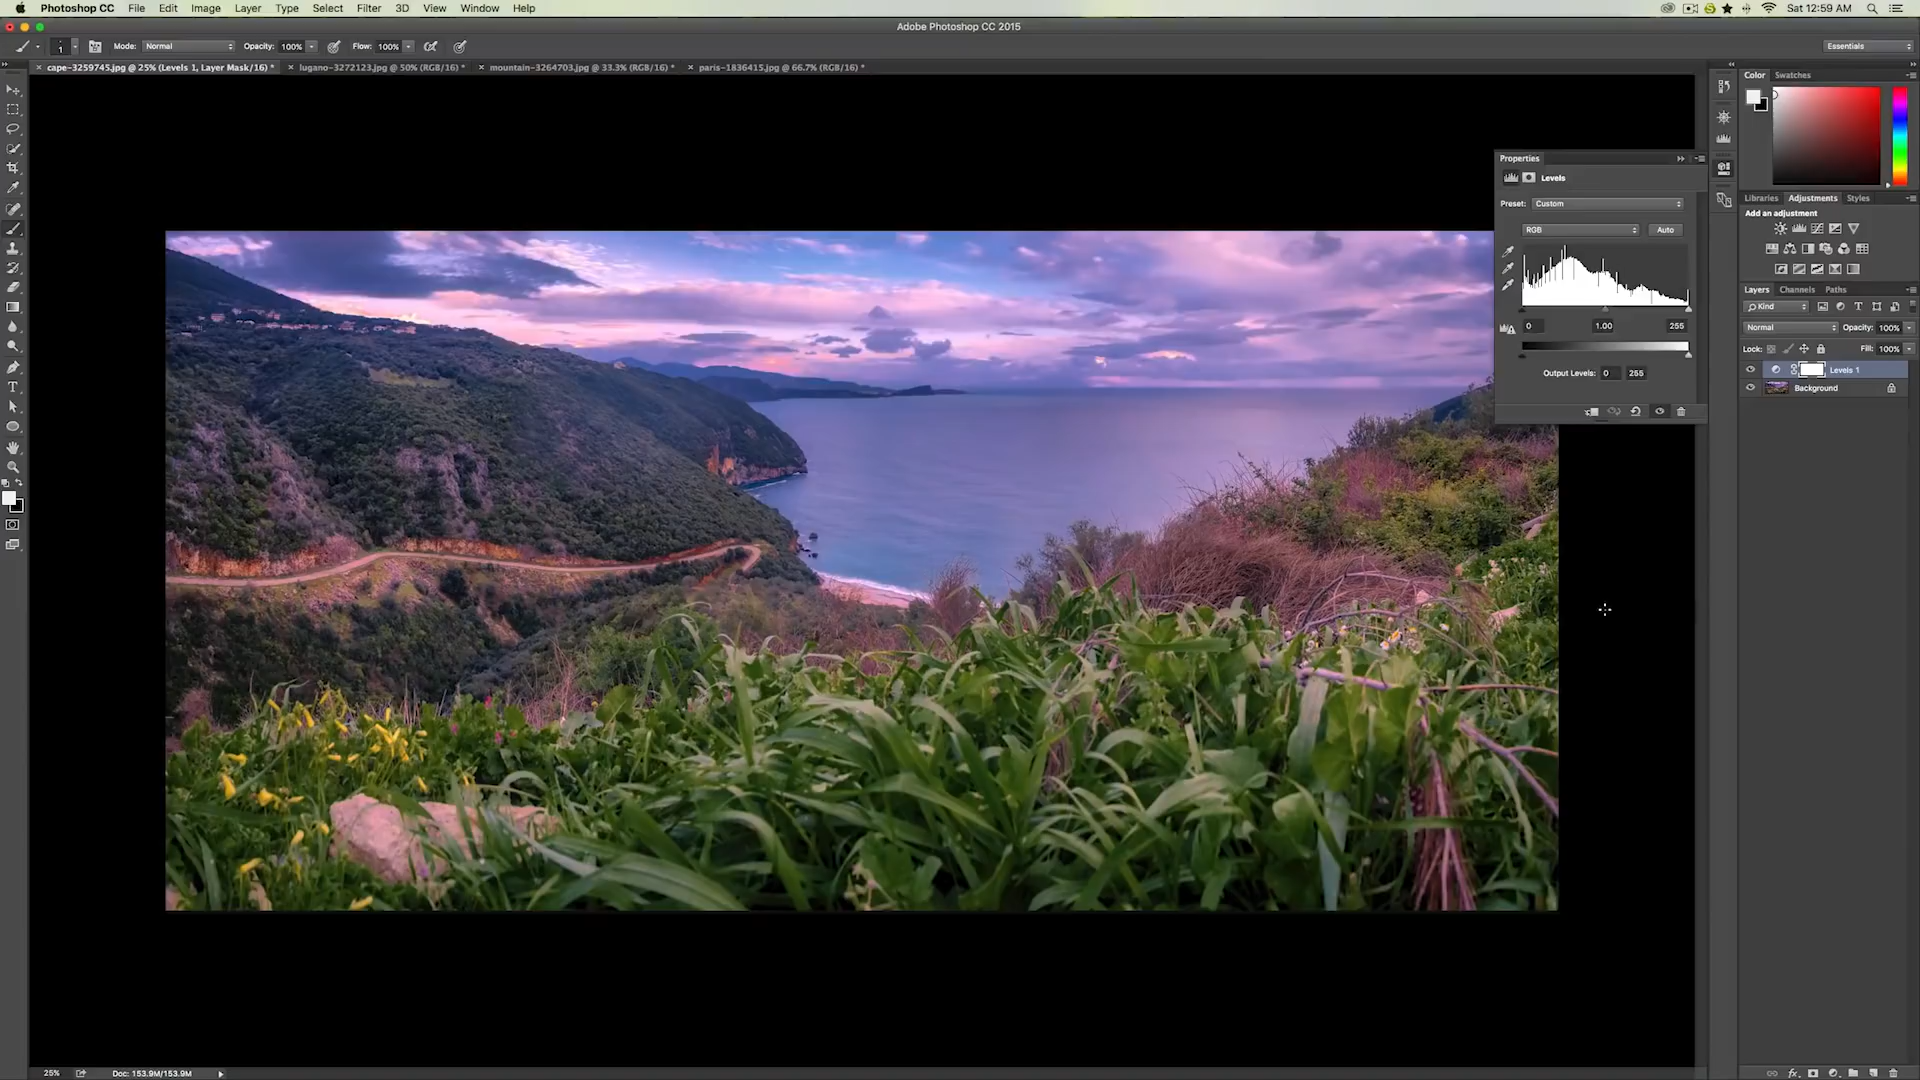 Photoshop CC File Edit Image Layer Type Select Filter 3D View Window Help Sat 12:59 AM
Adobe Photoshop CC 2015
1 Mode: Normal Opacity: 100% Flow: 100% Essentials
cape-3259745.jpg @ 25% (Levels 1, Layer Mask/16) * lugano-3272123.jpg @ 50% (RGB/16) * mountain-3264703.jpg @ 33.3% (RGB/16) * paris-1836415.jpg @ 66.7% (RGB/16) *
Color Swatches
Properties
Levels
Preset: Custom
RGB Auto
0 1.00 255
Output Levels: 0 255
Libraries Adjustments Styles
Add an adjustment
Layers Channels Paths
Kind
Normal Opacity: 100%
Lock: Fill: 100%
Levels 1
Background
25% Doc: 153.9M/153.9M